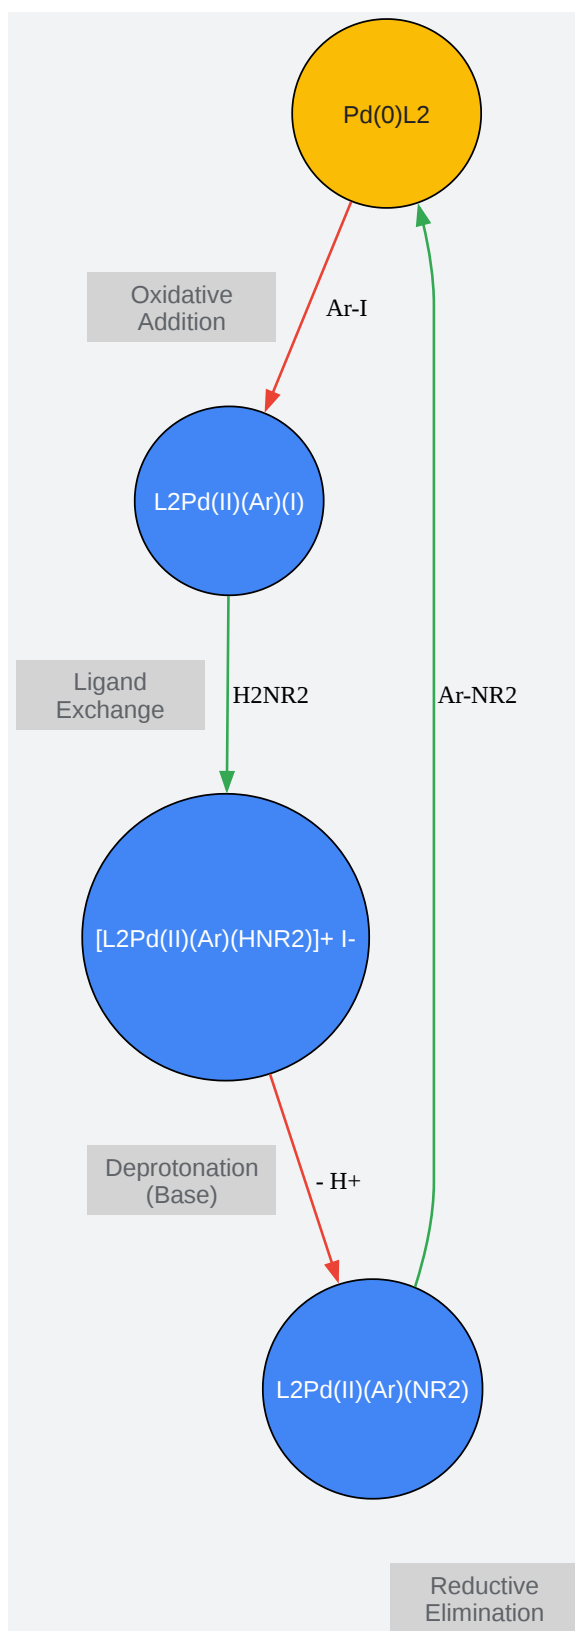 Pd(0)L2
Oxidative
Addition
Ar-I
L2Pd(II)(Ar)(I)
Ligand
Exchange
H2NR2
Ar-NR2
[L2Pd(II)(Ar)(HNR2)]+ I-
Deprotonation
(Base)
- H+
L2Pd(II)(Ar)(NR2)
Reductive
Elimination